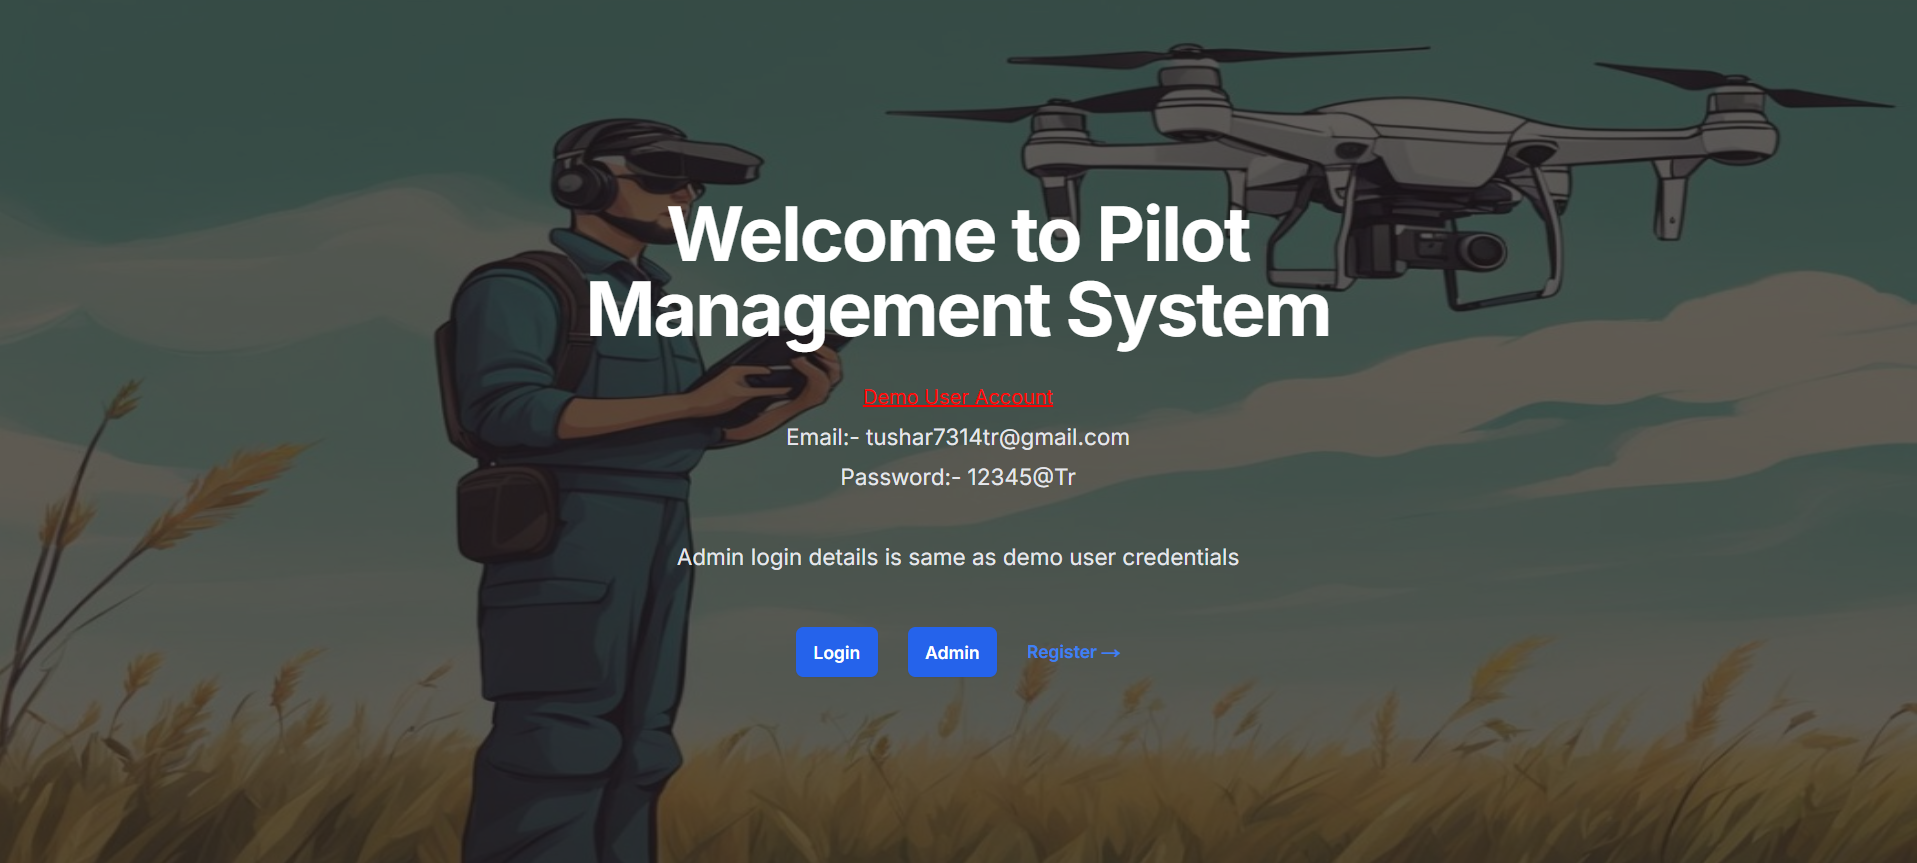 Welcome to Pilot
Management System
Demo User Account
Email:- tushar7314tr@gmail.com
Password:- 12345@Tr
Admin login details is same as demo user credentials
Login Admin Register →